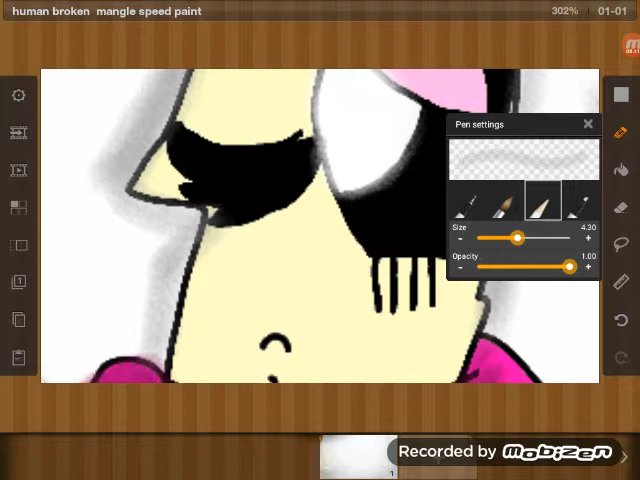 human broken mangle speed paint
302%
01-01
Pen settings
Size
4.30
- +
Opacity
1.00
- +
1
1
Recorded by mobizen